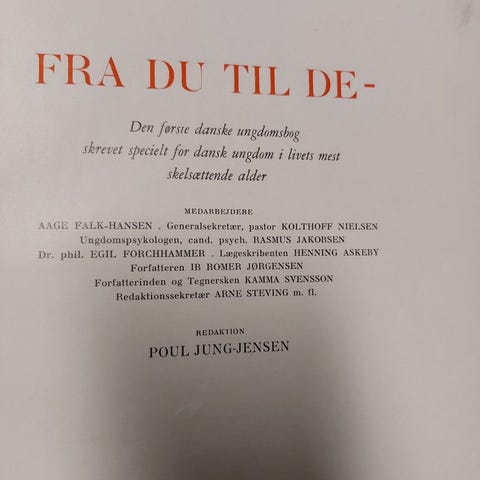 FRA DU TIL DE-
Den første danske ungdomsbog
skrevet specielt for dansk ungdom i livets mest
skelsættende alder
MEDARBEJDERE
AAGE FALK-HANSEN . Generalsekretær, pastor KOLTHOFF NIELSEN
Ungdomspsykologen, cand. psych. RASMUS JAKOBSEN
Dr. phil. EGIL FORCHHAMMER . Lægeskribenten HENNING ASKEBY
Forfatteren IB ROMER JØRGENSEN
Forfatterinden og Tegnersken KAMMA SVENSSON
Redaktionssekretær ARNE STEVING m. fl.
REDAKTION
POUL JUNG-JENSEN